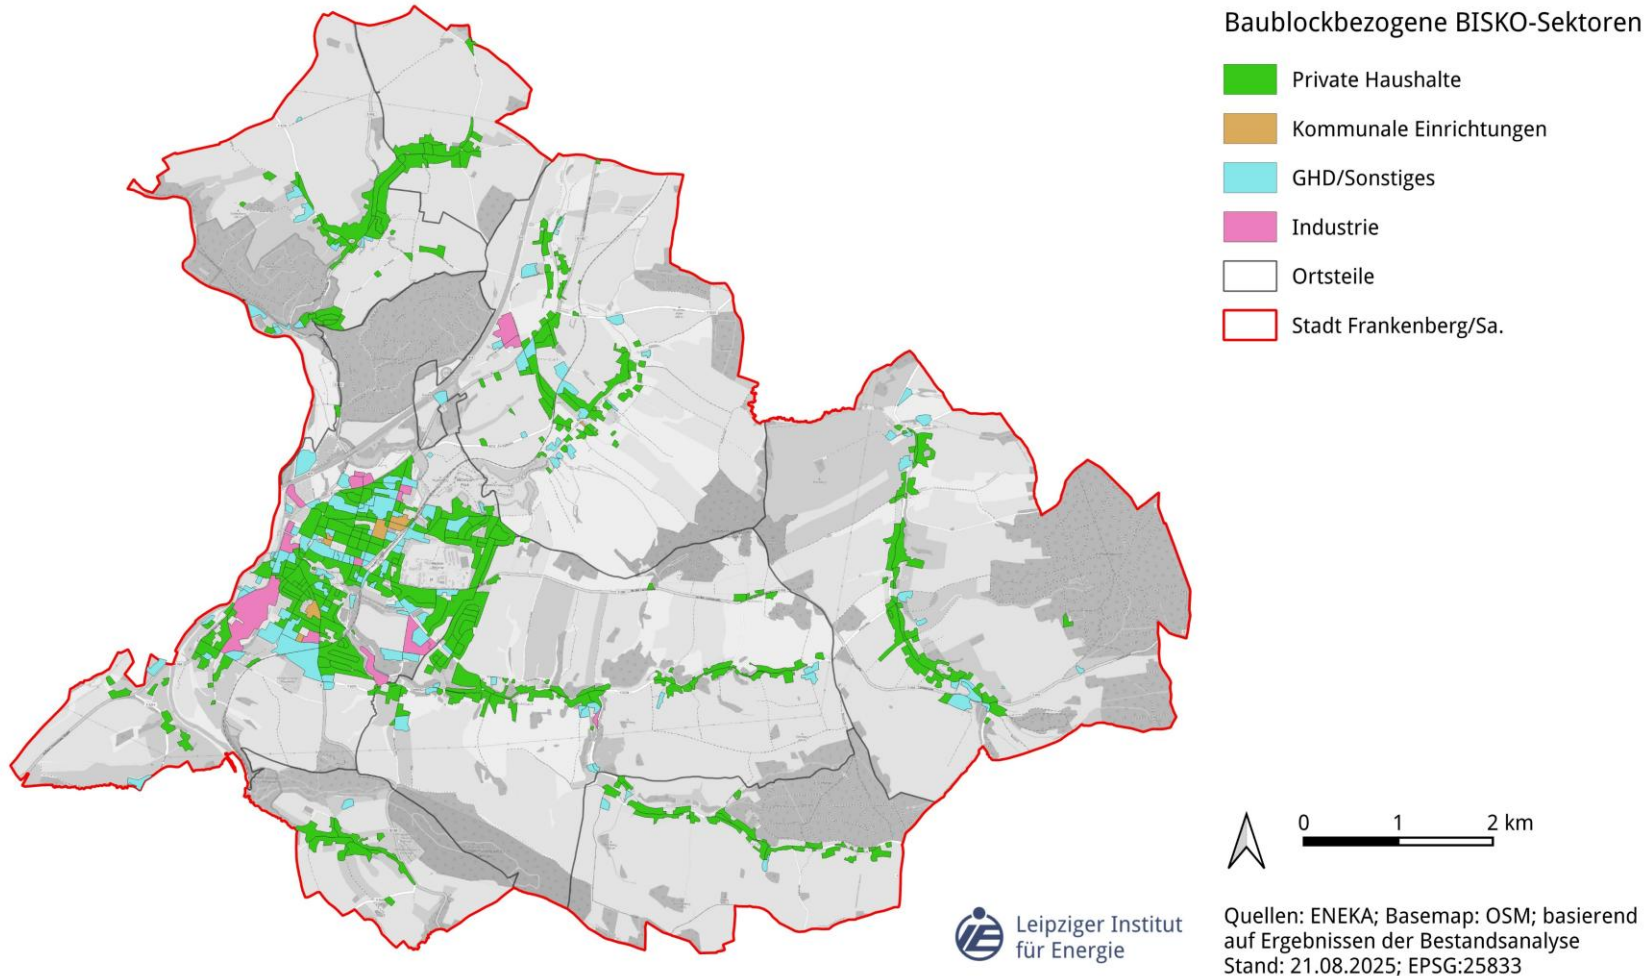 Baublockbezogene BISKO-Sektoren
Private Haushalte
Kommunale Einrichtungen
GHD/Sonstiges
Industrie
Ortsteile
Stadt Frankenberg/Sa.
0 1 2 km
Leipziger Institut
für Energie
Quellen: ENEKA; Basemap: OSM; basierend
auf Ergebnissen der Bestandsanalyse
Stand: 21.08.2025; EPSG:25833